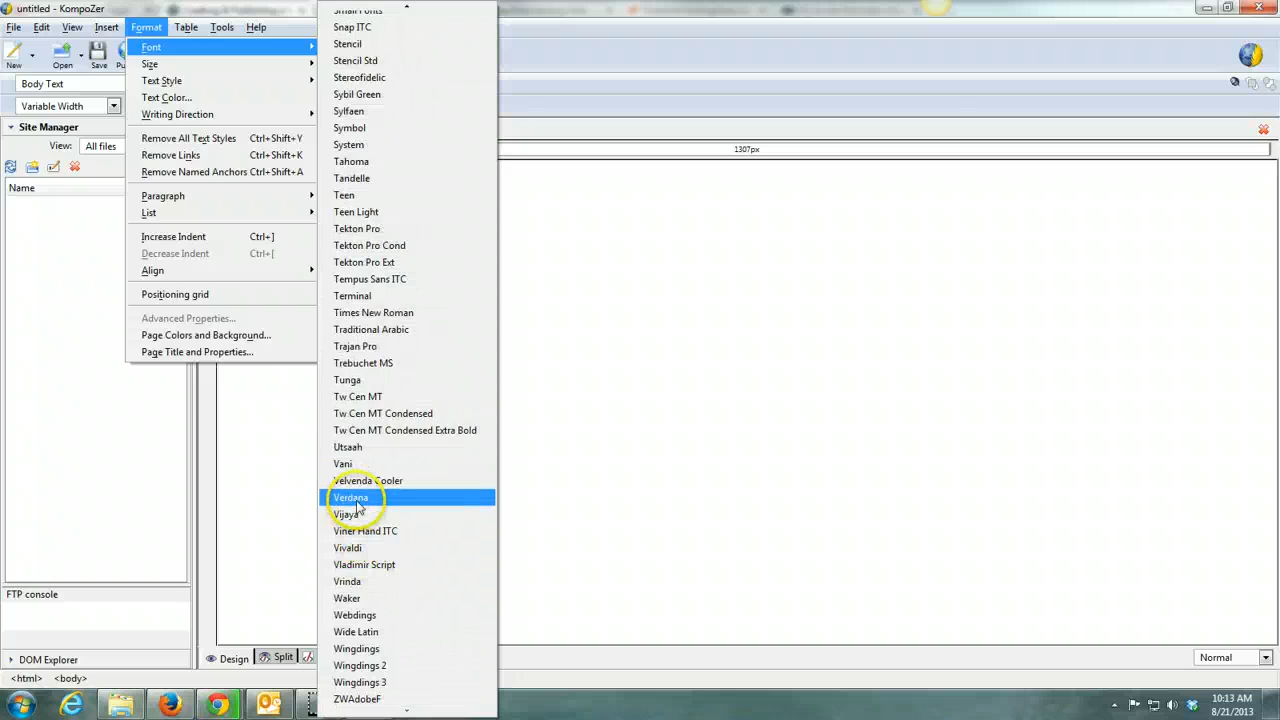 untitled - KompoZer
File Edit View Insert Format Table Tools Help
New Open Save
Body Text
Variable Width
Site Manager
View: All files
Name
FTP console
DOM Explorer
<html> <body>
Font
Size
Text Style
Text Color...
Writing Direction
Remove All Text Styles Ctrl+Shift+Y
Remove Links Ctrl+Shift+K
Remove Named Anchors Ctrl+Shift+A
Paragraph
List
Increase Indent Ctrl+]
Decrease Indent Ctrl+[
Align
Positioning grid
Advanced Properties...
Page Colors and Background...
Page Title and Properties...
Small Fonts
Snap ITC
Stencil
Stencil Std
Stereofidelic
Sybil Green
Sylfaen
Symbol
System
Tahoma
Tandelle
Teen
Teen Light
Tekton Pro
Tekton Pro Cond
Tekton Pro Ext
Tempus Sans ITC
Terminal
Times New Roman
Traditional Arabic
Trajan Pro
Trebuchet MS
Tunga
Tw Cen MT
Tw Cen MT Condensed
Tw Cen MT Condensed Extra Bold
Utsaah
Vani
Velvenda Cooler
Verdana
Vijaya
Viner Hand ITC
Vivaldi
Vladimir Script
Vrinda
Waker
Webdings
Wide Latin
Wingdings
Wingdings 2
Wingdings 3
ZWAdobeF
1307px
Design Split
Normal
10:13 AM
8/21/2013